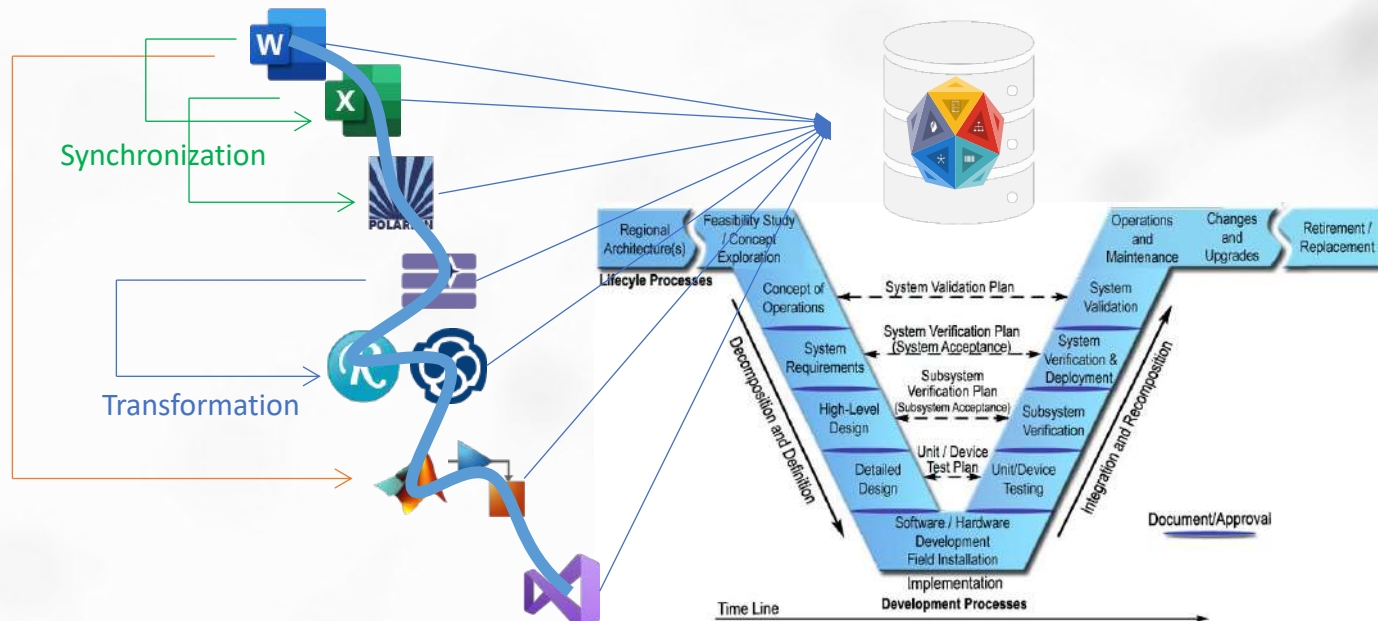 W
X
Synchronization
POLARION
R
Transformation
Regional
Architecture(s)
Feasibility Study
/ Concept
Exploration
Operations
and
Maintenance
Changes
and
Upgrades
Retirement /
Replacement
Lifecyle Processes
Concept of
Operations
System Validation Plan
System
Validation
System
Requirements
System Verification Plan
(System Acceptance)
System
Verification &
Deployment
High-Level
Design
Subsystem
Verification Plan
(Subsystem Acceptance)
Subsystem
Verification
Detailed
Design
Unit / Device
Test Plan
Unit/Device
Testing
Decomposition and Definition
Integration and Recomposition
Software / Hardware
Development
Field Installation
Document/Approval
Implementation
Time Line
Development Processes